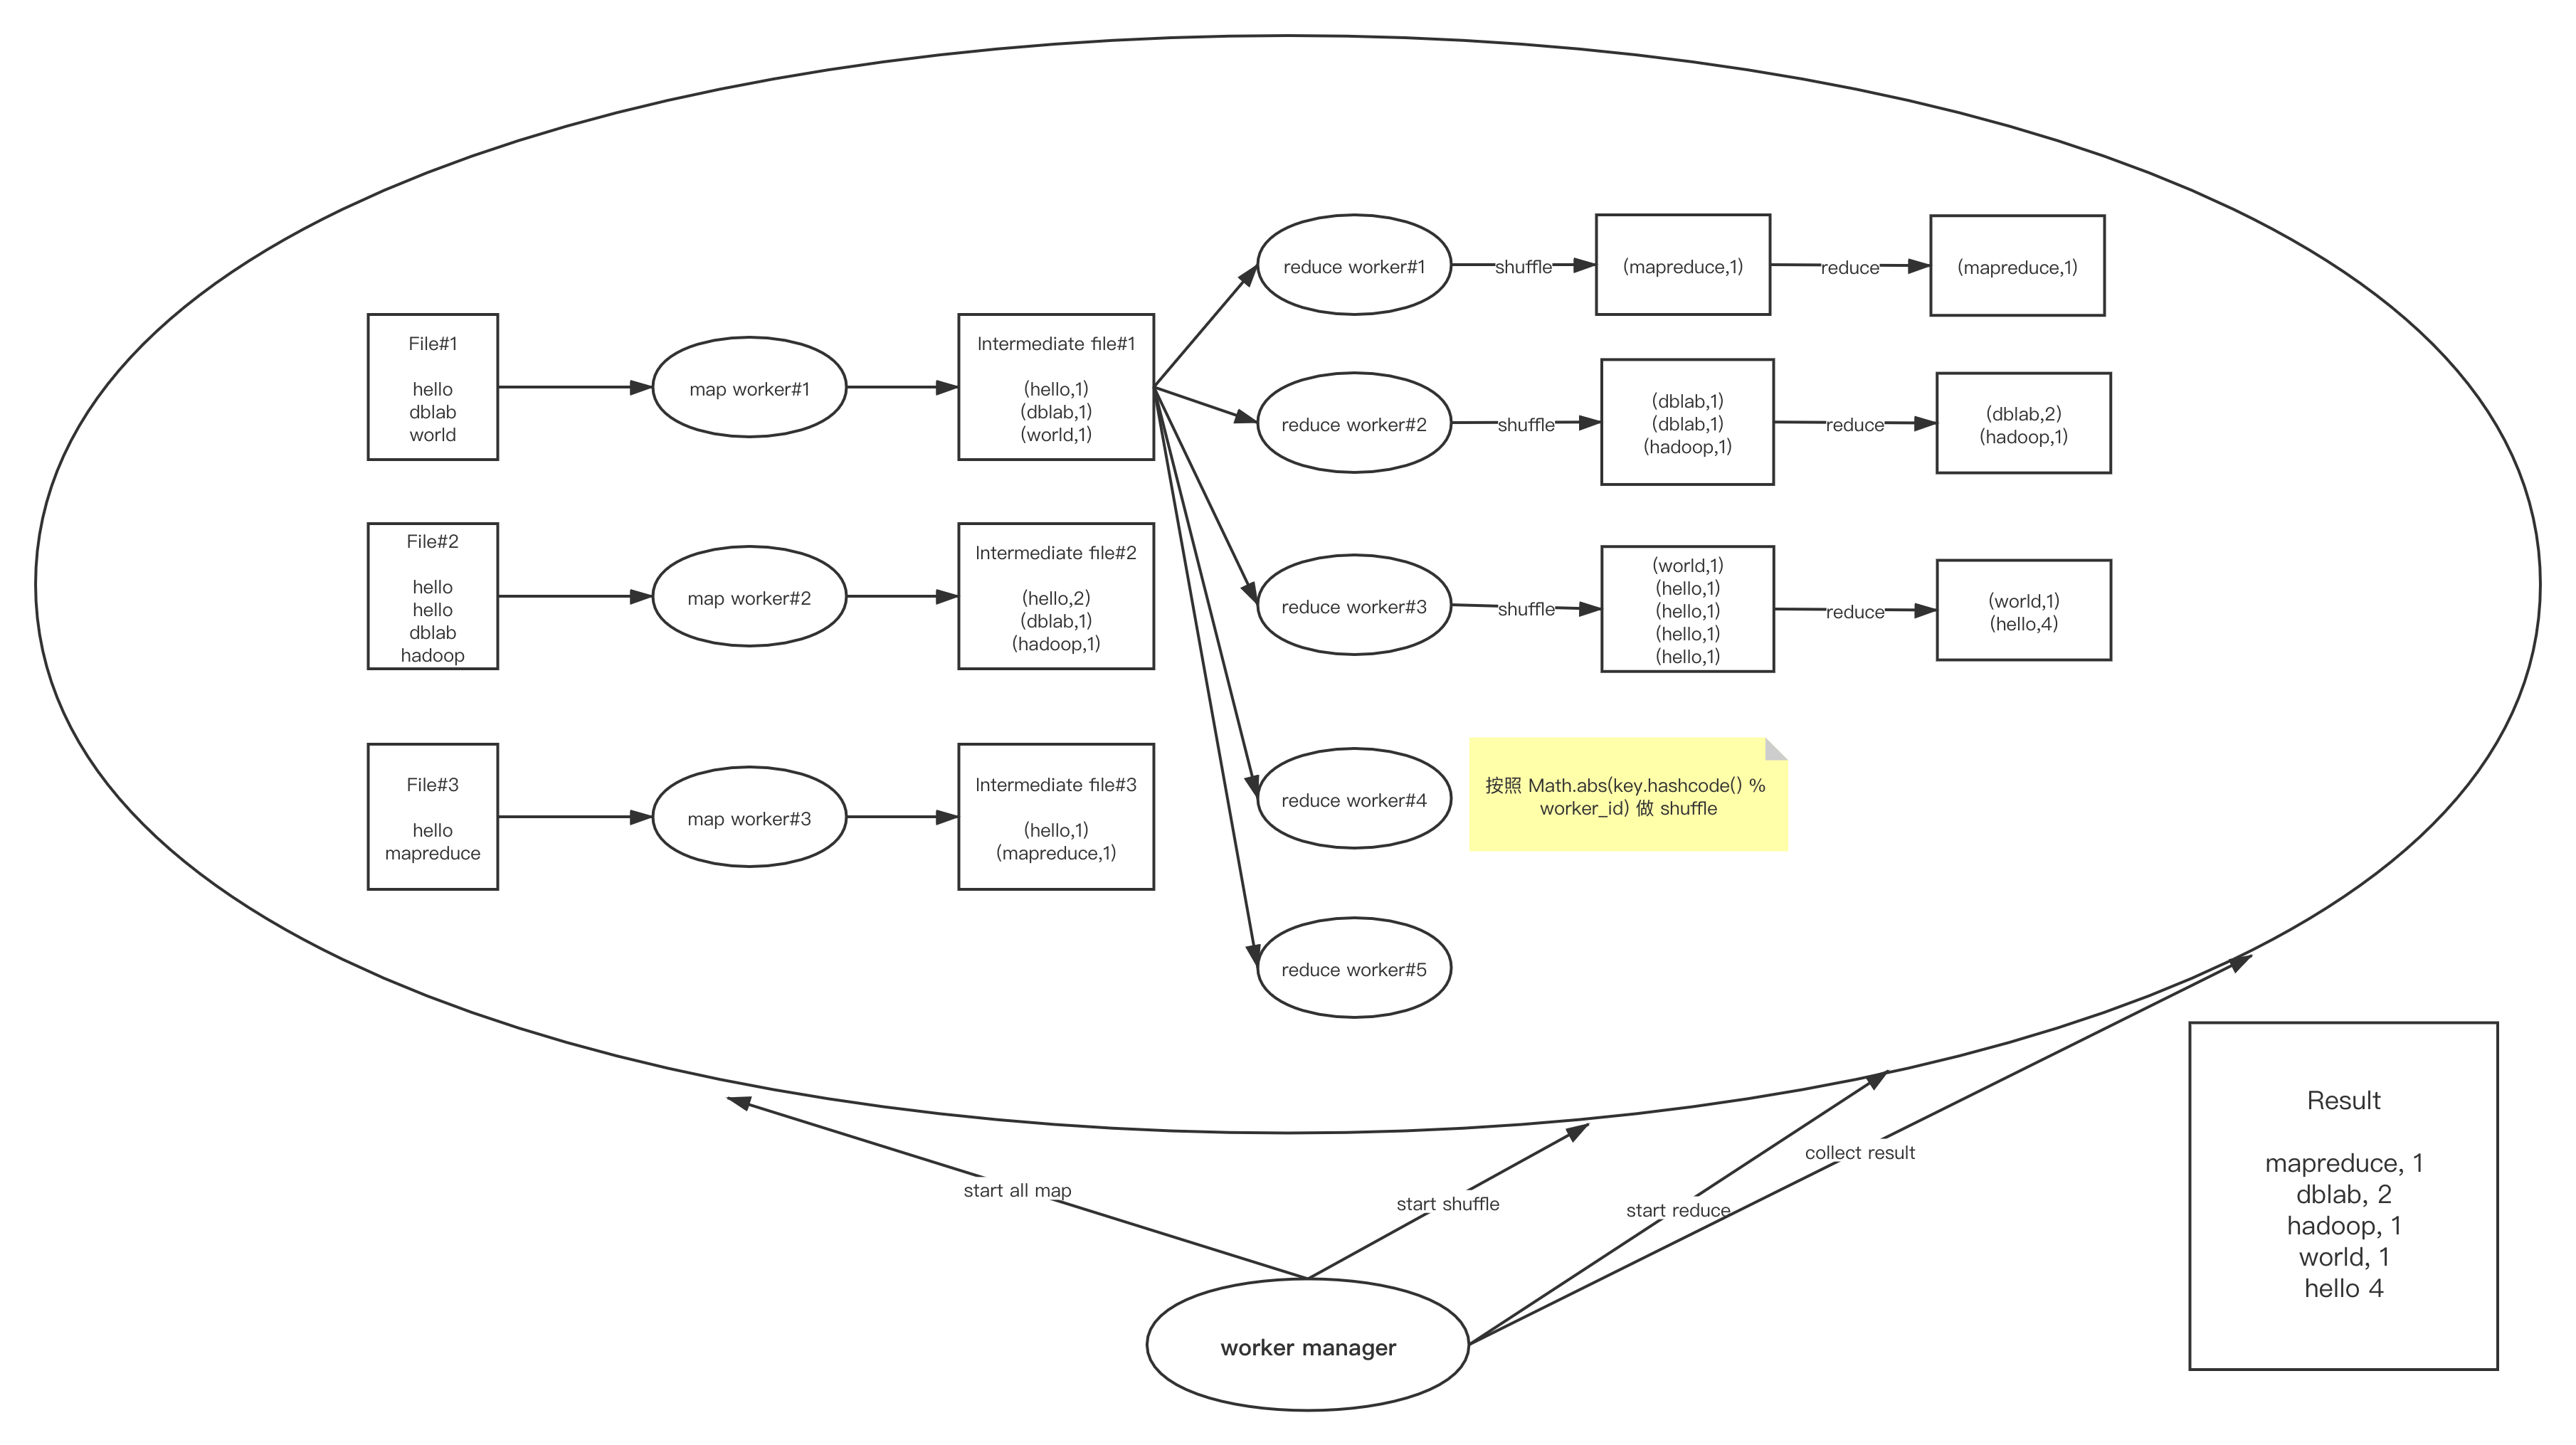 File#1
hello
dblab
world
map worker#1
Intermediate file#1
(hello,1)
(dblab,1)
(world,1)
File#2
hello
hello
dblab
hadoop
map worker#2
Intermediate file#2
(hello,2)
(dblab,1)
(hadoop,1)
File#3
hello
mapreduce
map worker#3
Intermediate file#3
(hello,1)
(mapreduce,1)
reduce worker#1
shuffle
(mapreduce,1)
reduce
(mapreduce,1)
reduce worker#2
shuffle
(dblab,1)
(dblab,1)
(hadoop,1)
reduce
(dblab,2)
(hadoop,1)
reduce worker#3
shuffle
(world,1)
(hello,1)
(hello,1)
(hello,1)
(hello,1)
reduce
(world,1)
(hello,4)
reduce worker#4
按照 Math.abs(key.hashcode() %
worker_id) 做 shuffle
reduce worker#5
start all map
start shuffle
start reduce
collect result
worker manager
Result
mapreduce, 1
dblab, 2
hadoop, 1
world, 1
hello 4